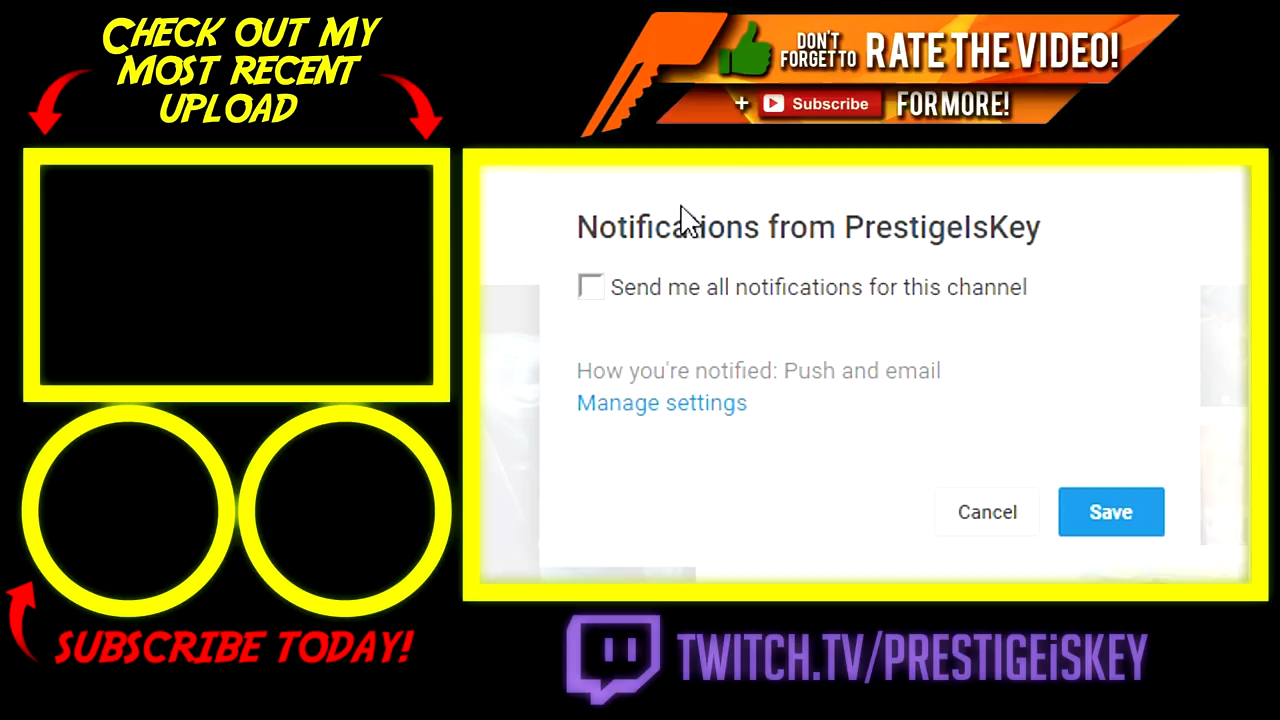 CHECK OUT MY
MOST RECENT
UPLOAD
DON'T
FORGET TO
RATE THE VIDEO!
+ Subscribe FOR MORE!
Notifications from PrestigeIsKey
Send me all notifications for this channel
How you're notified: Push and email
Manage settings
Cancel
Save
SUBSCRIBE TODAY!
TWITCH.TV/PRESTIGEiSKEY